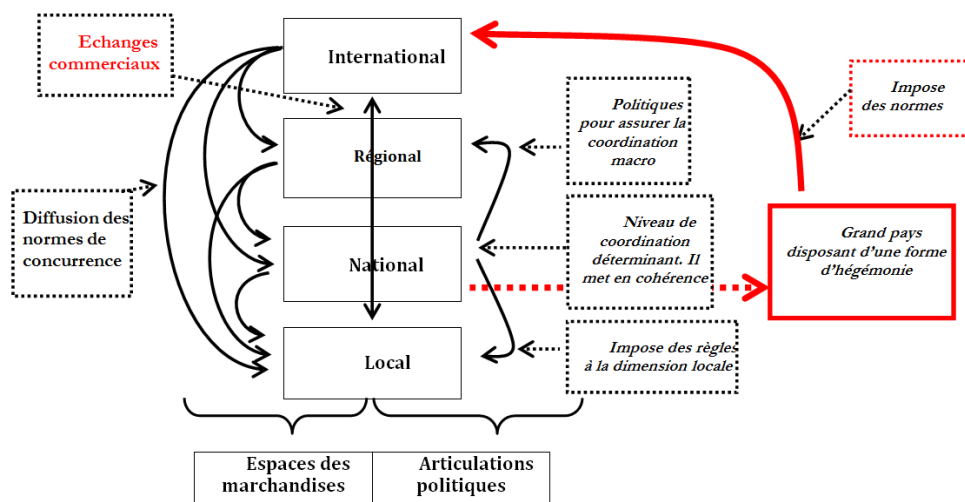 Echanges
commerciaux
International
Impose
des normes
Politiques
pour assurer la
coordination
macro
Régional
Diffusion des
normes de
concurrence
Niveau de
coordination
déterminant. Il
met en cohérence
Grand pays
disposant d'une forme
d'hégémonie
National
Local
Impose des règles
à la dimension locale
Espaces des
marchandises
Articulations
politiques